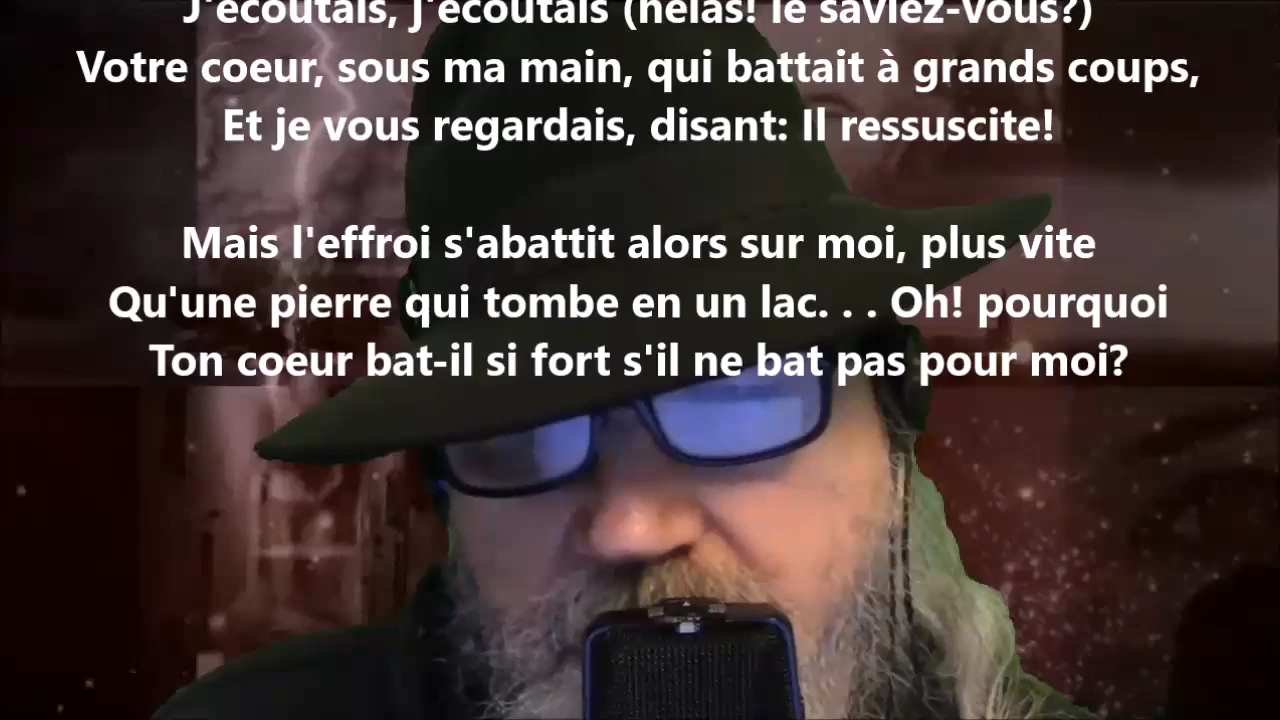 J'écoutais, j'écoutais (hélas! le saviez-vous?)
Votre coeur, sous ma main, qui battait à grands coups,
Et je vous regardais, disant: Il ressuscite!
Mais l'effroi s'abattit alors sur moi, plus vite
Qu'une pierre qui tombe en un lac. . . Oh! pourquoi
Ton coeur bat-il si fort s'il ne bat pas pour moi?